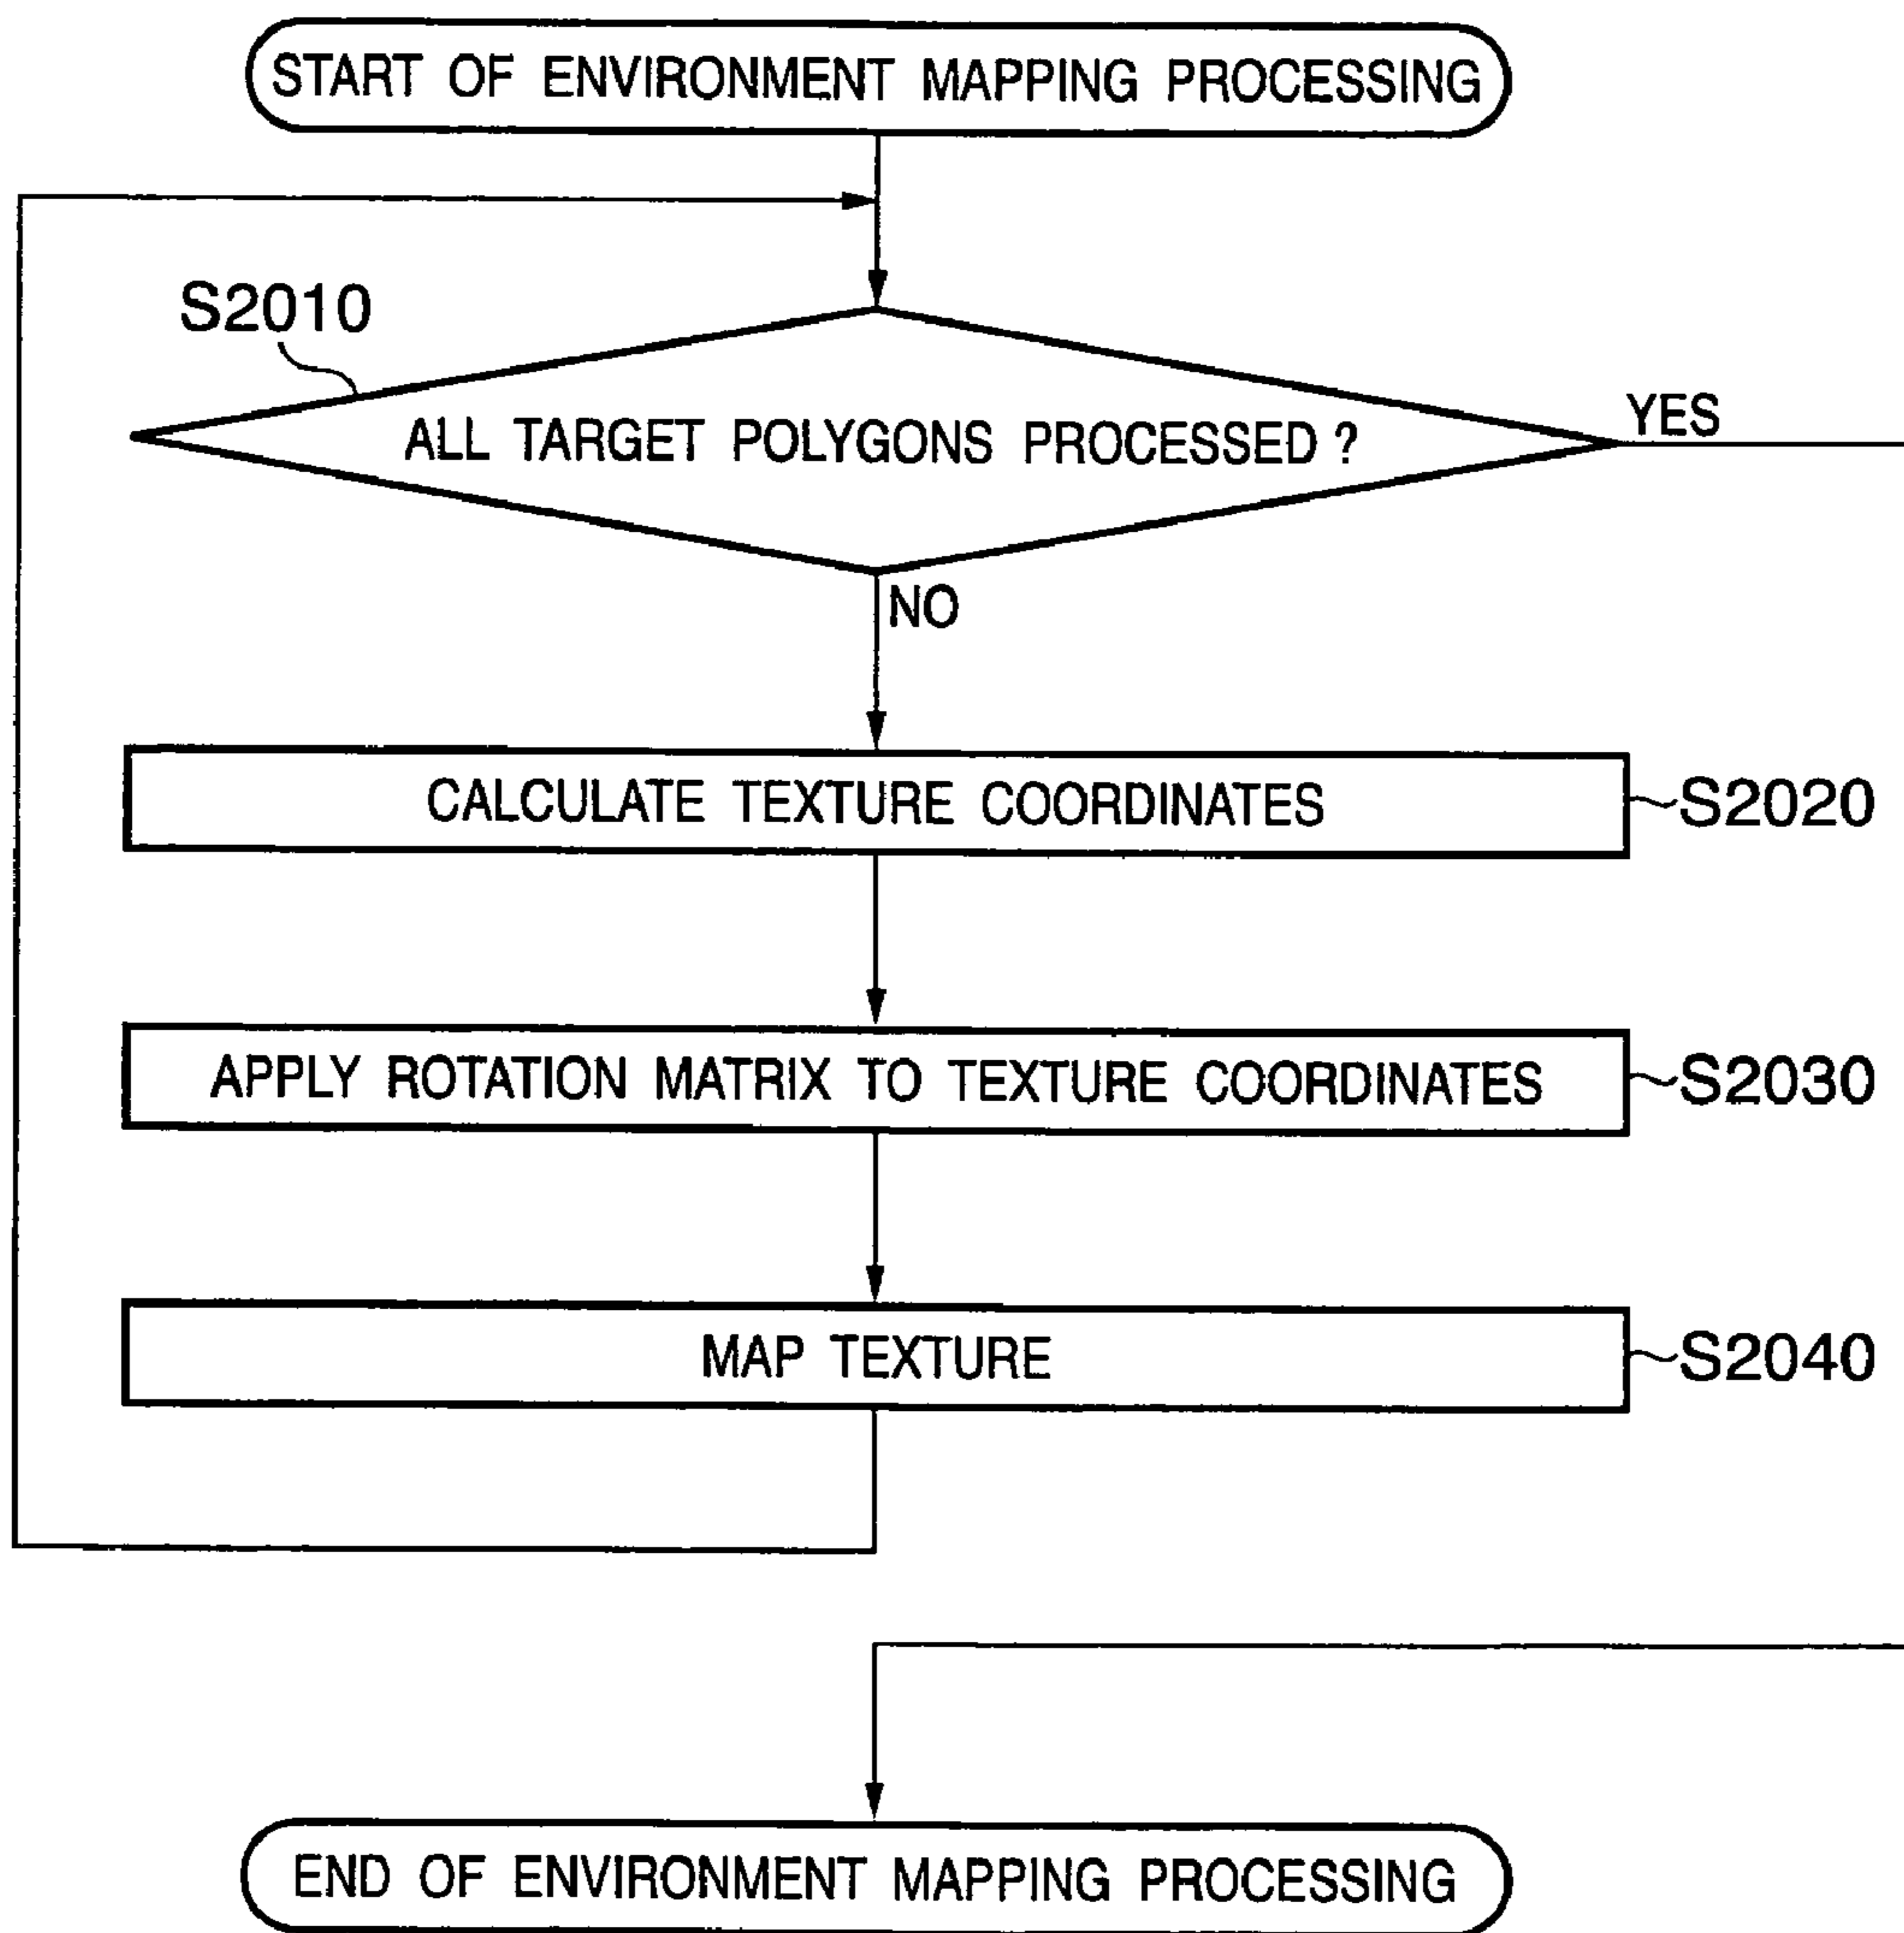 START OF ENVIRONMENT MAPPING PROCESSING
S2010
ALL TARGET POLYGONS PROCESSED ?
YES
NO
CALCULATE TEXTURE COORDINATES
S2020
APPLY ROTATION MATRIX TO TEXTURE COORDINATES
S2030
MAP TEXTURE
S2040
END OF ENVIRONMENT MAPPING PROCESSING